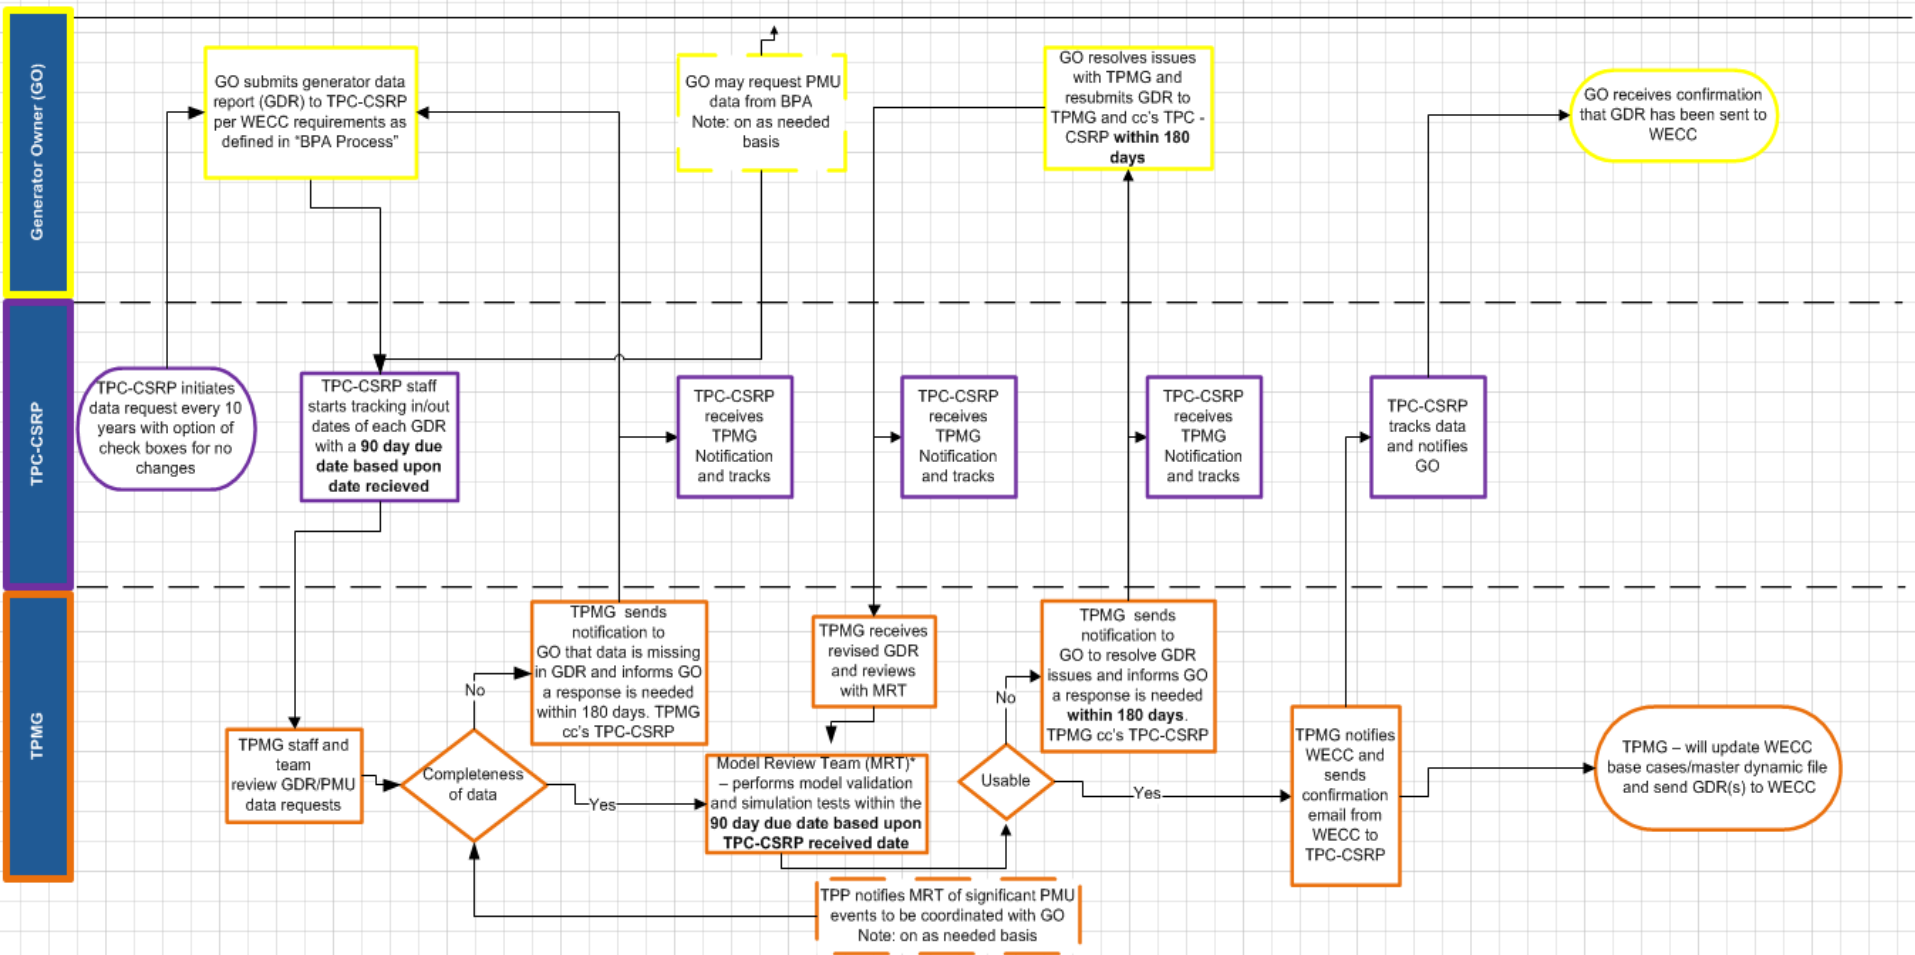 Generator Owner (GO)
GO submits generator data
report (GDR) to TPC-CSRP
per WECC requirements as
defined in “BPA Process”
GO may request PMU
data from BPA
Note: on as needed
basis
GO resolves issues
with TPMG and
resubmits GDR to
TPMG and cc's TPC -
CSRP within 180
days
GO receives confirmation
that GDR has been sent to
WECC
TPC-CSRP
TPC-CSRP initiates
data request every 10
years with option of
check boxes for no
changes
TPC-CSRP staff
starts tracking in/out
dates of each GDR
with a 90 day due
date based upon
date recieved
TPC-CSRP
receives
TPMG
Notification
and tracks
TPC-CSRP
receives
TPMG
Notification
and tracks
TPC-CSRP
receives
TPMG
Notification
and tracks
TPC-CSRP
tracks data
and notifies
GO
TPMG
TPMG staff and
team
review GDR/PMU
data requests
Completeness
of data
No
Yes
TPMG sends
notification to
GO that data is missing
in GDR and informs GO
a response is needed
within 180 days. TPMG
cc's TPC-CSRP
TPMG receives
revised GDR
and reviews
with MRT
Model Review Team (MRT)*
– performs model validation
and simulation tests within the
90 day due date based upon
TPC-CSRP received date
Usable
No
Yes
TPMG sends
notification to
GO to resolve GDR
issues and informs GO
a response is needed
within 180 days.
TPMG cc's TPC-CSRP
TPMG notifies
WECC and
sends
confirmation
email from
WECC to
TPC-CSRP
TPMG – will update WECC
base cases/master dynamic file
and send GDR(s) to WECC
TPP notifies MRT of significant PMU
events to be coordinated with GO
Note: on as needed basis